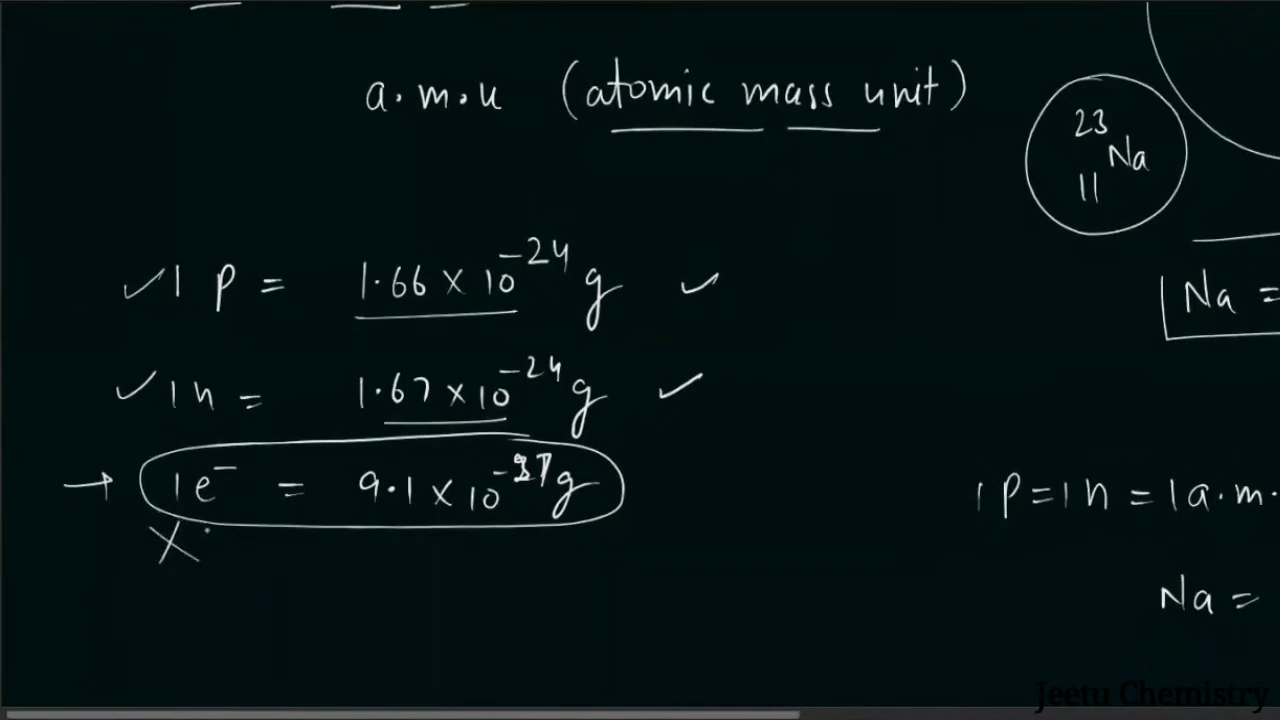 a.m.u (atomic mass unit)
23
11 Na
1 p = 1.66 × 10⁻²⁴ g
Na =
1 n = 1.67 × 10⁻²⁴ g
1 e⁻ = 9.1 × 10 g
1 p = 1 n = 1 a.m.
Na =
Jeetu Chemistry